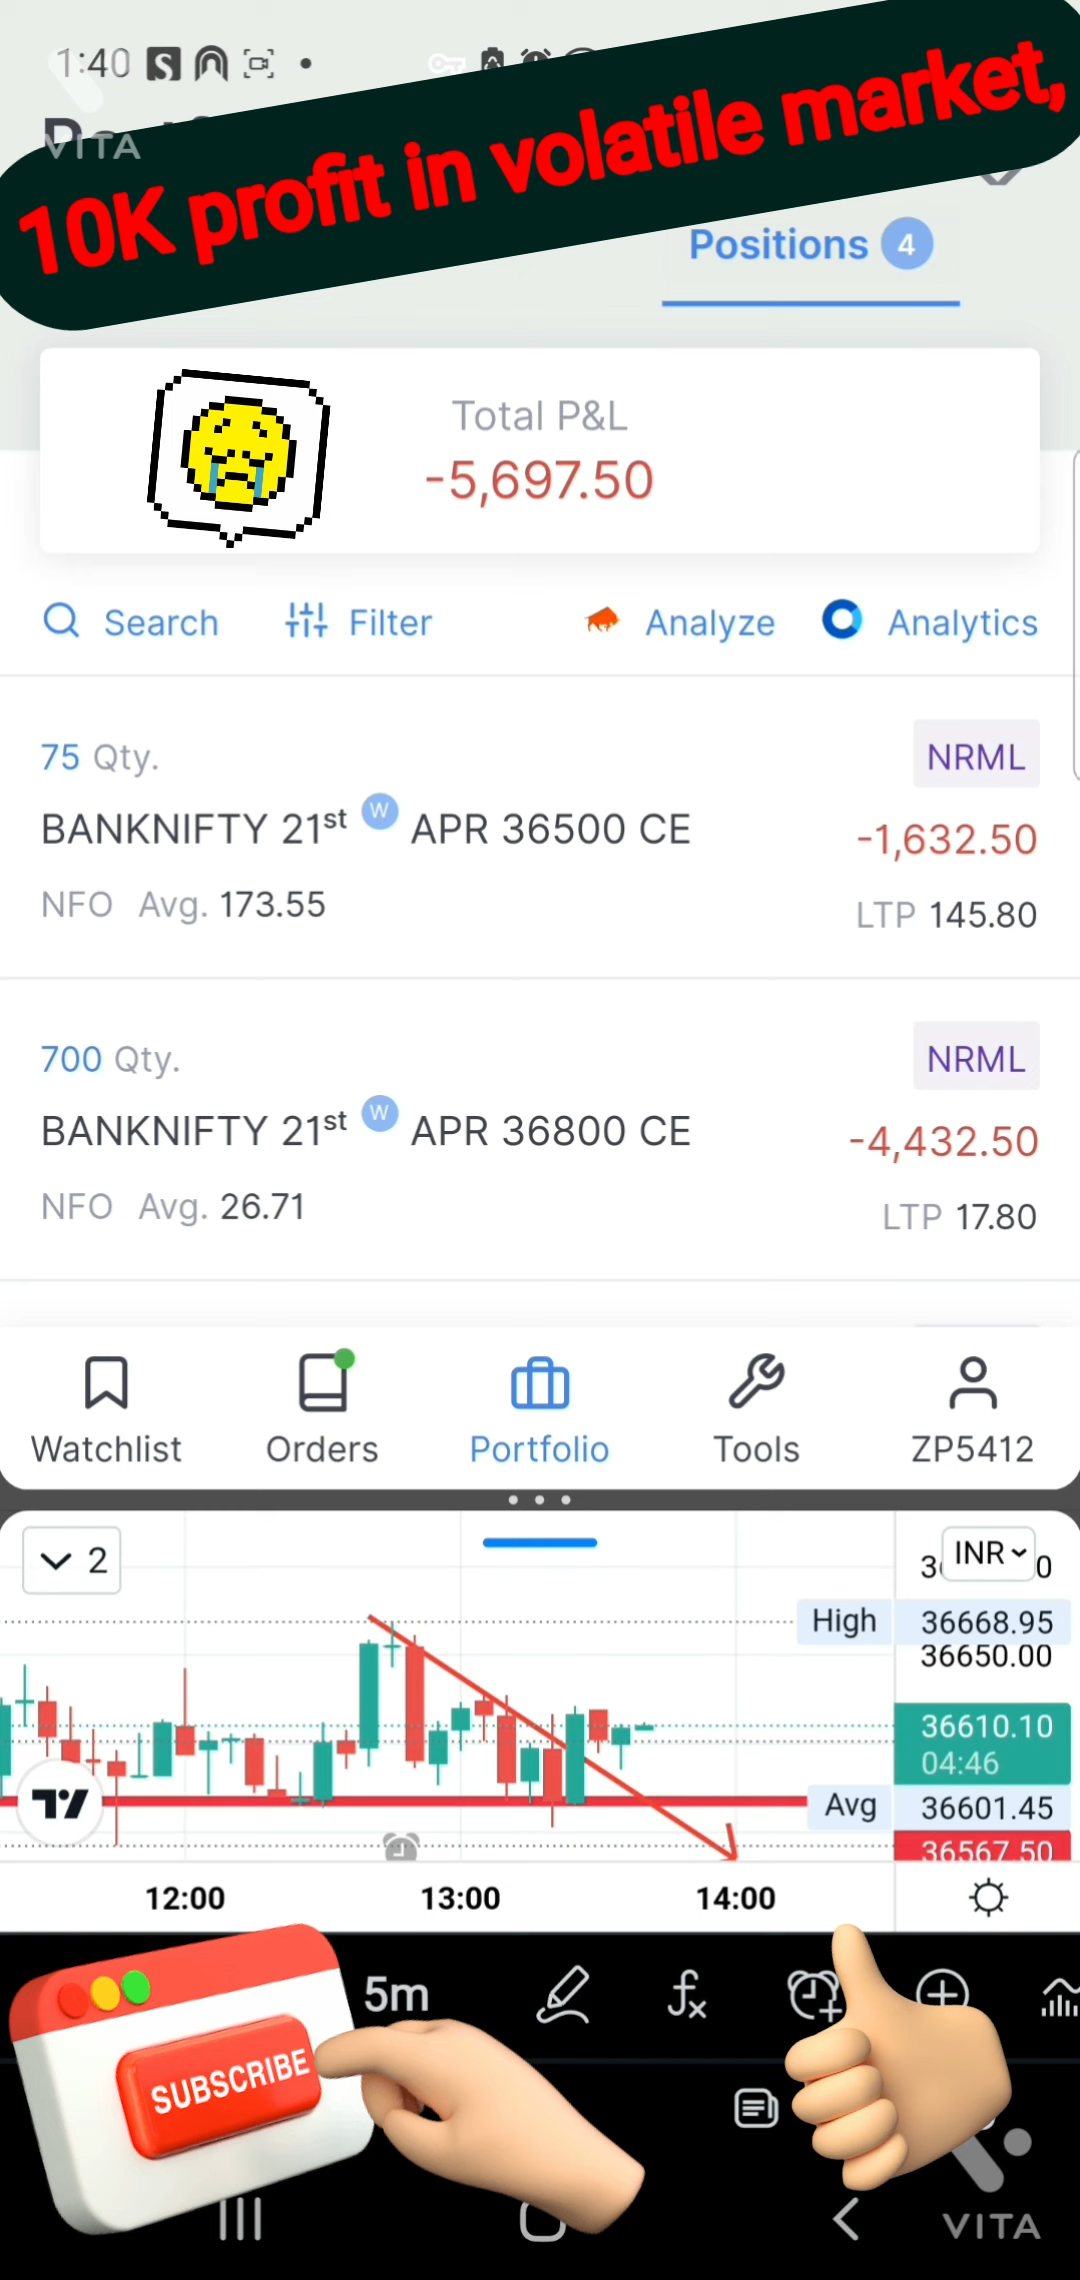 1:40
VITA
10K profit in volatile market,
Positions 4
Total P&L
-5,697.50
Search Filter Analyze Analytics
75 Qty. NRML
BANKNIFTY 21st W APR 36500 CE -1,632.50
NFO Avg. 173.55 LTP 145.80
700 Qty. NRML
BANKNIFTY 21st W APR 36800 CE -4,432.50
NFO Avg. 26.71 LTP 17.80
Watchlist Orders Portfolio Tools ZP5412
2 INR
High 36668.95
36650.00
36610.10
04:46
Avg 36601.45
36567.50
12:00 13:00 14:00
5m fx
SUBSCRIBE
VITA